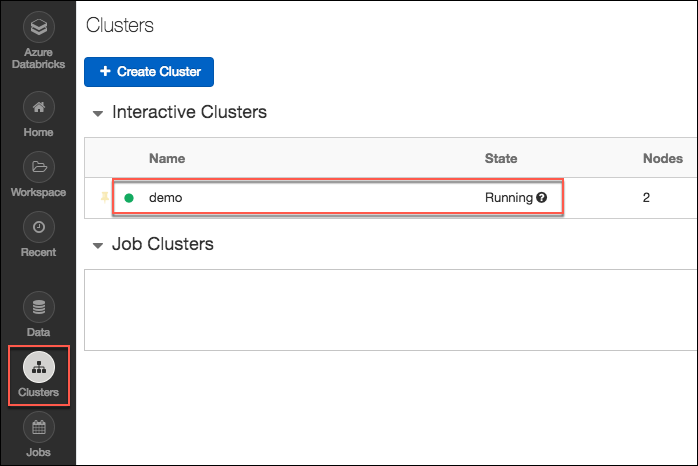 Azure
Databricks
Home
Workspace
Recent
Data
Clusters
Jobs
Clusters
+ Create Cluster
Interactive Clusters
Name State Nodes
demo Running ? 2
Job Clusters